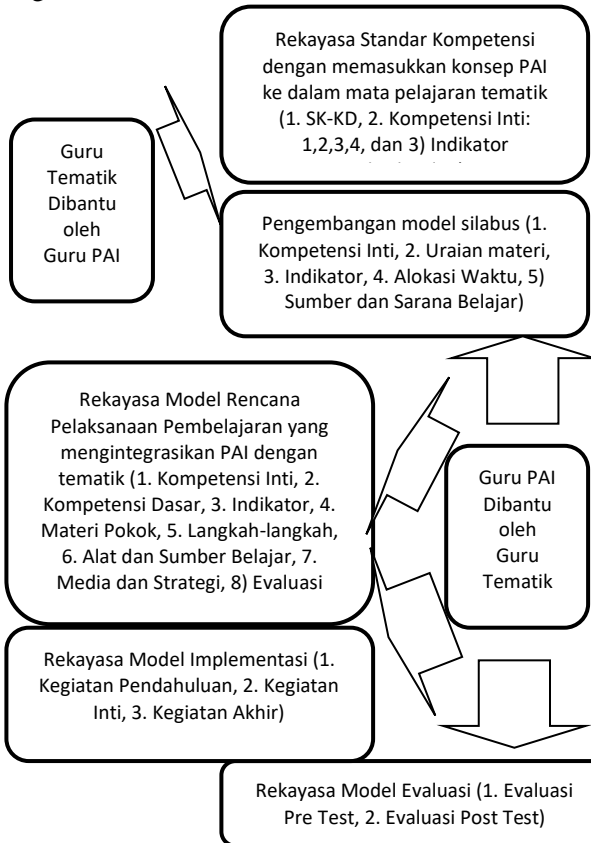 Rekayasa Standar Kompetensi
dengan memasukkan konsep PAI
ke dalam mata pelajaran tematik
(1. SK-KD, 2. Kompetensi Inti:
1,2,3,4, dan 3) Indikator
Guru
Tematik
Dibantu
oleh
Guru PAI
Pengembangan model silabus (1.
Kompetensi Inti, 2. Uraian materi,
3. Indikator, 4. Alokasi Waktu, 5)
Sumber dan Sarana Belajar)
Rekayasa Model Rencana
Pelaksanaan Pembelajaran yang
mengintegrasikan PAI dengan
tematik (1. Kompetensi Inti, 2.
Kompetensi Dasar, 3. Indikator, 4.
Materi Pokok, 5. Langkah-langkah,
6. Alat dan Sumber Belajar, 7.
Media dan Strategi, 8) Evaluasi
Guru PAI
Dibantu
oleh
Guru
Tematik
Rekayasa Model Implementasi (1.
Kegiatan Pendahuluan, 2. Kegiatan
Inti, 3. Kegiatan Akhir)
Rekayasa Model Evaluasi (1. Evaluasi
Pre Test, 2. Evaluasi Post Test)